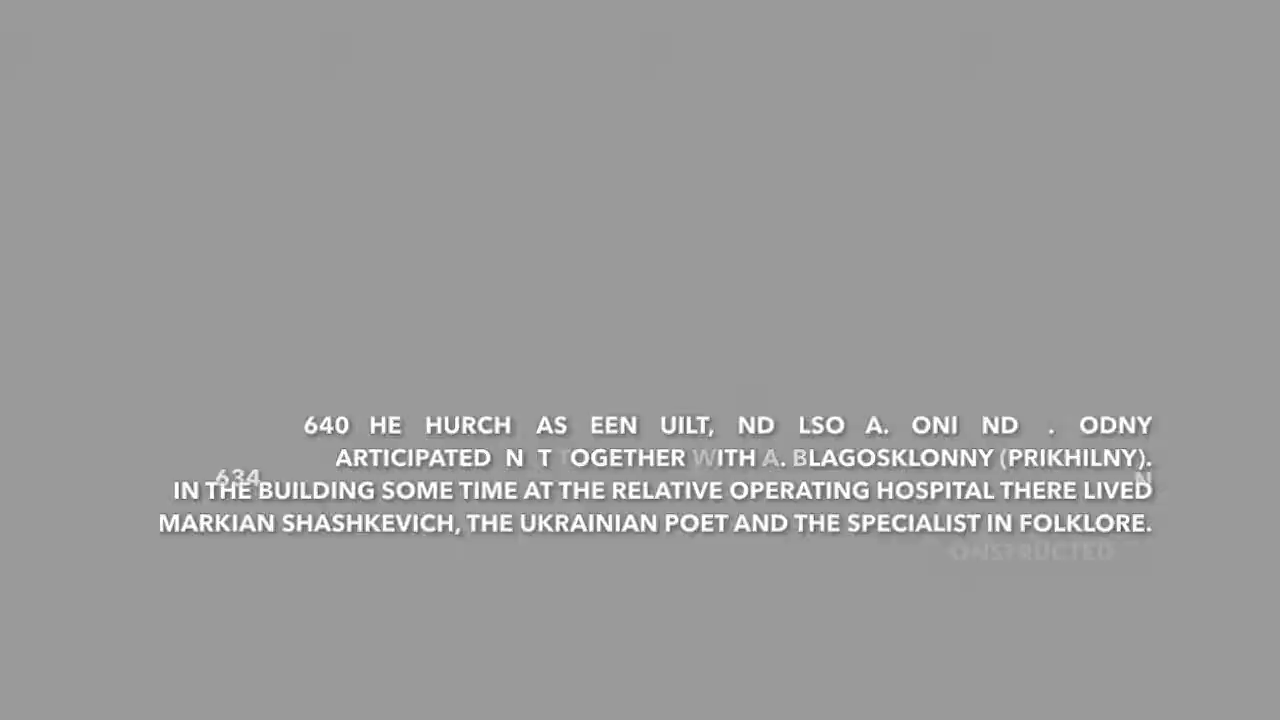 640 HE HURCH AS EEN UILT, ND LSO A. ONI ND . ODNY
ARTICIPATED N T TOGETHER WITH A. BLAGOSKLONNY (PRIKHILNY).
634 N
IN THE BUILDING SOME TIME AT THE RELATIVE OPERATING HOSPITAL THERE LIVED
MARKIAN SHASHKEVICH, THE UKRAINIAN POET AND THE SPECIALIST IN FOLKLORE.
ONSTRUCTED